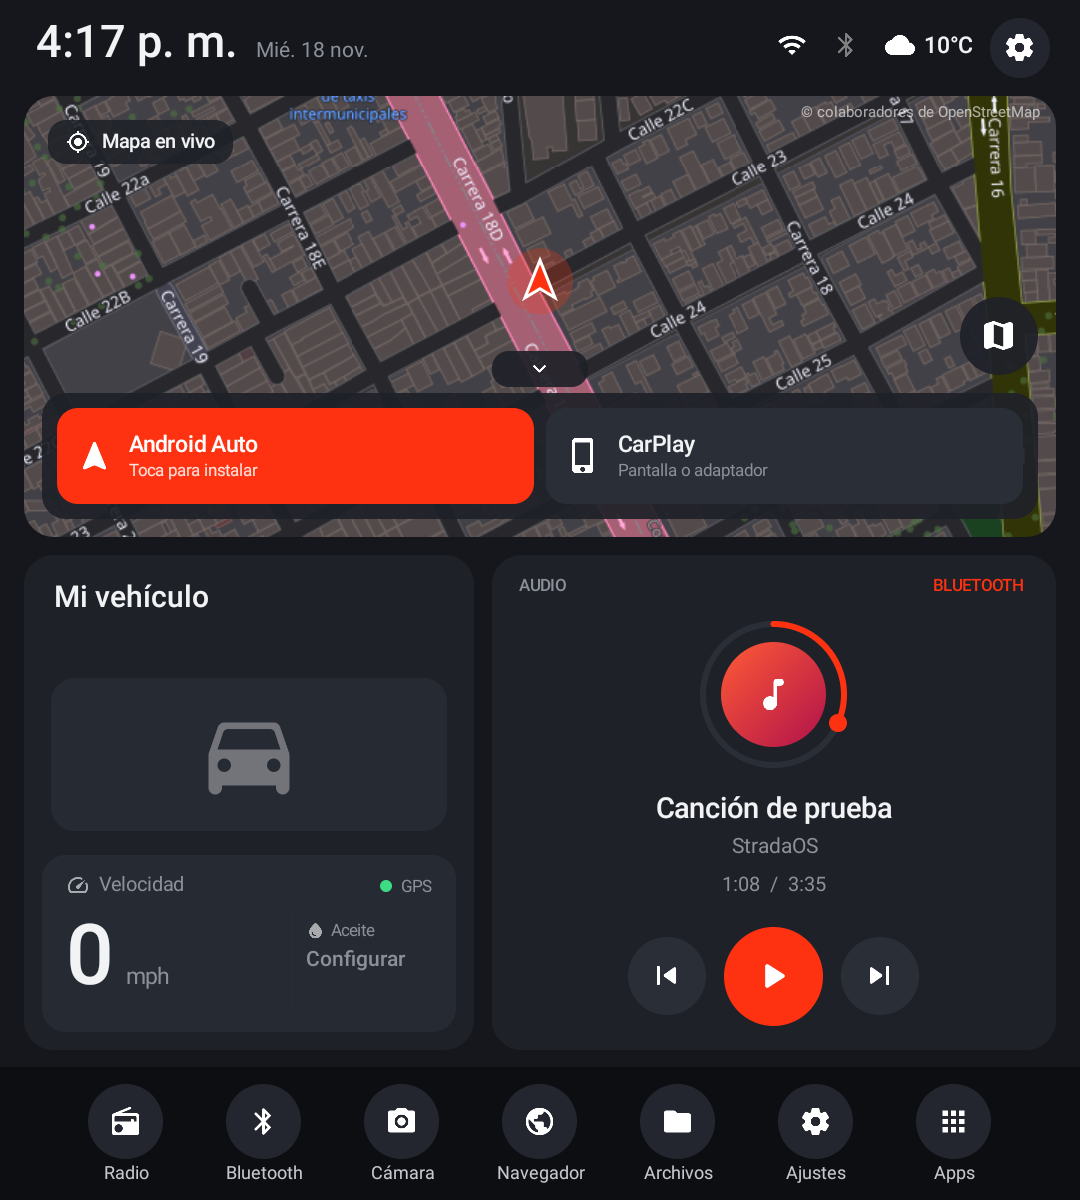 4:17 p. m.
Mié. 18 nov.
10°C
de taxis
intermunicipales
© colaboradores de OpenStreetMap
Mapa en vivo
Calle 22C
Calle 22a
Calle 23
Carrera 16
Carrera 18D
Carrera 18E
Calle 24
Carrera 18
Calle 22B
Carrera 19
Calle 24
Calle 25
Android Auto
Toca para instalar
CarPlay
Pantalla o adaptador
Mi vehículo
AUDIO
BLUETOOTH
Canción de prueba
StradaOS
1:08 / 3:35
Velocidad
GPS
0 mph
Aceite
Configurar
Radio
Bluetooth
Cámara
Navegador
Archivos
Ajustes
Apps